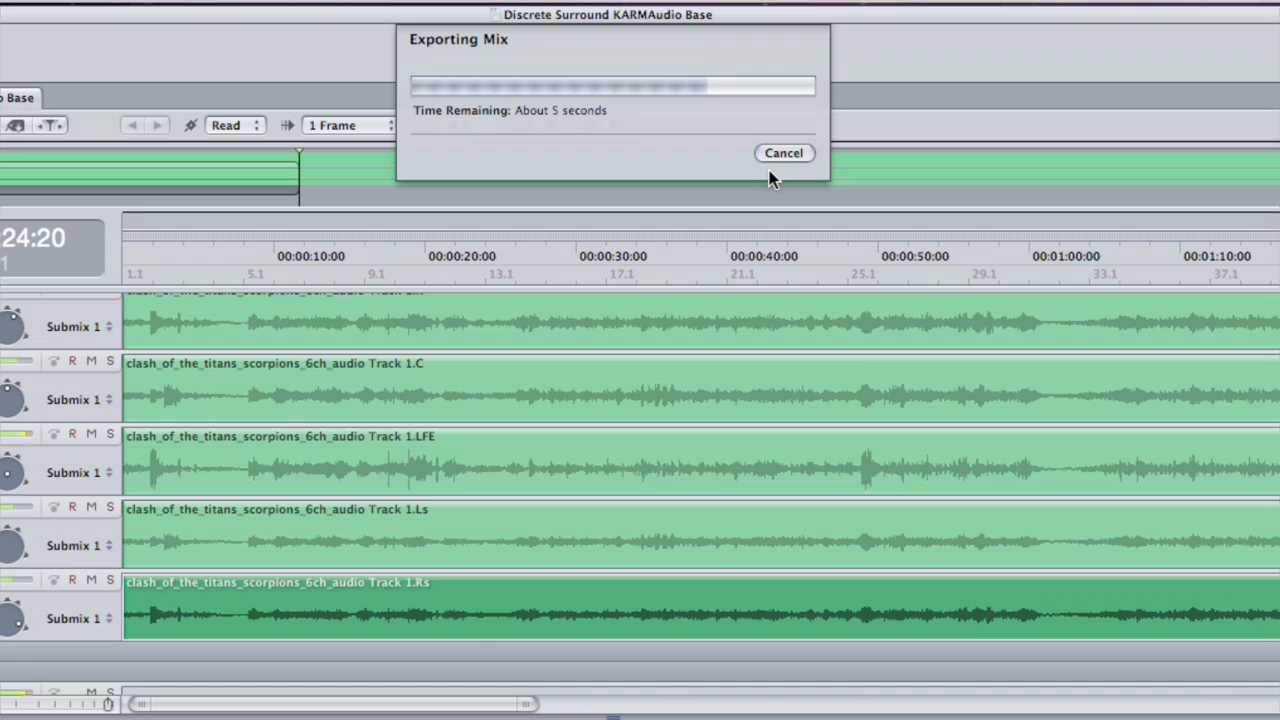 Discrete Surround KARMAudio Base
Exporting Mix
Time Remaining: About 5 seconds
Cancel
o Base
Read
1 Frame
:24:20
1
00:00:10:00 00:00:20:00 00:00:30:00 00:00:40:00 00:00:50:00 00:01:00:00 00:01:10:00
1.1 5.1 9.1 13.1 17.1 21.1 25.1 29.1 33.1 37.1
Submix 1
R M S
clash_of_the_titans_scorpions_6ch_audio Track 1.C
Submix 1
R M S
clash_of_the_titans_scorpions_6ch_audio Track 1.LFE
Submix 1
R M S
clash_of_the_titans_scorpions_6ch_audio Track 1.Ls
Submix 1
R M S
clash_of_the_titans_scorpions_6ch_audio Track 1.Rs
Submix 1
M S